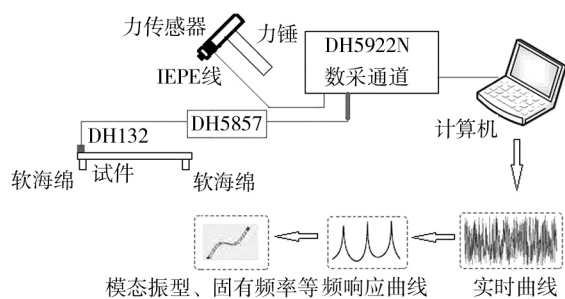 力传感器
力锤
IEPE线
DH5922N
数采通道
计算机
DH5857
DH132
试件
软海绵
软海绵
模态振型、固有频率等
频响应曲线
实时曲线